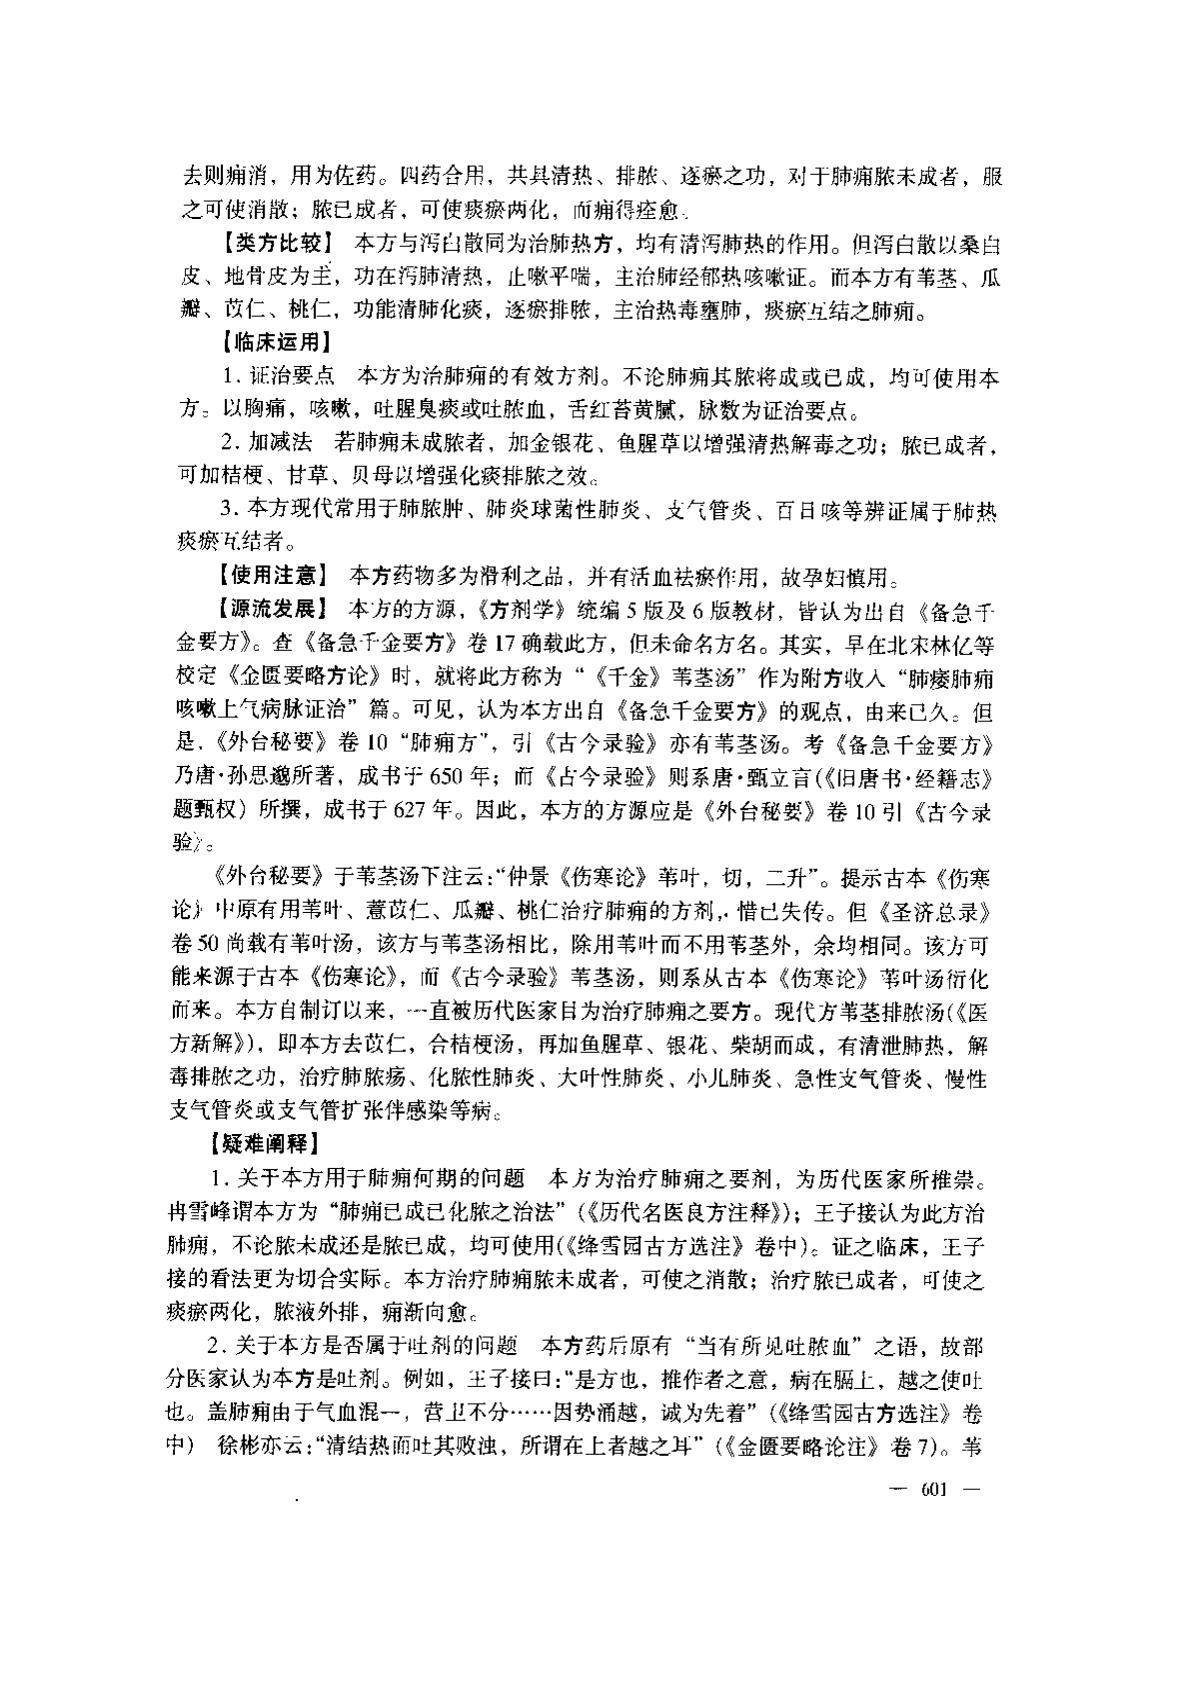 去则痈消，用为佐药。四药合用，共具清热、排脓、逐瘀之功，对于肺痈脓未成者，服
之可使消散；脓已成者，可使痰瘀两化，而痈得痊愈。
【类方比较】 本方与泻白散同为治肺热方，均有清泻肺热的作用。但泻白散以桑白
皮、地骨皮为主，功在泻肺清热，止嗽平喘，主治肺经郁热咳嗽证。而本方有苇茎、瓜
瓣、苡仁、桃仁，功能清肺化痰，逐瘀排脓，主治热毒壅肺，痰瘀互结之肺痈。
【临床运用】
1. 证治要点 本方为治肺痈的有效方剂。不论肺痈其脓将成或已成，均可使用本
方。以胸痛，咳嗽，吐腥臭痰或吐脓血，舌红苔黄腻，脉数为证治要点。
2. 加减法 若肺痈未成脓者，加金银花、鱼腥草以增强清热解毒之功；脓已成者，
可加桔梗、甘草、贝母以增强化痰排脓之效。
3. 本方现代常用于肺脓肿、肺炎球菌性肺炎、支气管炎、百日咳等辨证属于肺热
痰瘀互结者。
【使用注意】 本方药物多为滑利之品，并有活血祛瘀作用，故孕妇慎用。
【源流发展】 本方的方源，《方剂学》统编 5 版及 6 版教材，皆认为出自《备急千
金要方》。查《备急千金要方》卷 17 确载此方，但未命名方名。其实，早在北宋林亿等
校定《金匮要略方论》时，就将此方称为“《千金》苇茎汤”作为附方收入“肺痿肺痈
咳嗽上气病脉证治”篇。可见，认为本方出自《备急千金要方》的观点，由来已久。但
是，《外台秘要》卷 10“肺痈方”，引《古今录验》亦有苇茎汤。考《备急千金要方》
乃唐·孙思邈所著，成书于 650 年；而《古今录验》则系唐·甄立言(《旧唐书·经籍志》
题甄权）所撰，成书于 627 年。因此，本方的方源应是《外台秘要》卷 10 引《古今录
验》。
《外台秘要》于苇茎汤下注云：“仲景《伤寒论》苇叶，切，二升”。提示古本《伤寒
论》中原有用苇叶、薏苡仁、瓜瓣、桃仁治疗肺痈的方剂，惜已失传。但《圣济总录》
卷 50 尚载有苇叶汤，该方与苇茎汤相比，除用苇叶而不用苇茎外，余均相同。该方可
能来源于古本《伤寒论》，而《古今录验》苇茎汤，则系从古本《伤寒论》苇叶汤衍化
而来。本方自制订以来，一直被历代医家目为治疗肺痈之要方。现代方苇茎排脓汤(《医
方新解》)，即本方去苡仁，合桔梗汤，再加鱼腥草、银花、柴胡而成，有清泄肺热，解
毒排脓之功，治疗肺脓疡、化脓性肺炎、大叶性肺炎、小儿肺炎、急性支气管炎、慢性
支气管炎或支气管扩张伴感染等病。
【疑难阐释】
1. 关于本方用于肺痈何期的问题 本方为治疗肺痈之要剂，为历代医家所推崇。
冉雪峰谓本方为“肺痈已成已化脓之治法”（《历代名医良方注释》)；王子接认为此方治
肺痈，不论脓未成还是脓已成，均可使用(《绛雪园古方选注》卷中)。证之临床，王子
接的看法更为切合实际。本方治疗肺痈脓未成者，可使之消散；治疗脓已成者，可使之
痰瘀两化，脓液外排，痈渐向愈。
2. 关于本方是否属于吐剂的问题 本方药后原有“当有所见吐脓血”之语，故部
分医家认为本方是吐剂。例如，王子接曰：“是方也，推作者之意，病在膈上，越之使吐
也。盖肺痈由于气血混一，营卫不分……因势涌越，诚为先着”（《绛雪园古方选注》卷
中） 徐彬亦云：“清结热而吐其败浊，所谓在上者越之耳”（《金匮要略论注》卷 7)。苇
— 601 —